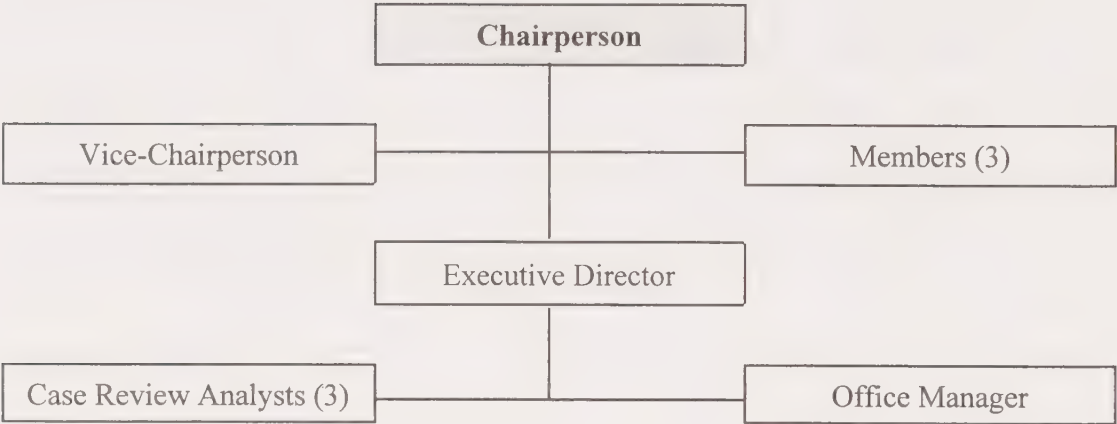 Chairperson
Vice-Chairperson
Members (3)
Executive Director
Case Review Analysts (3)
Office Manager